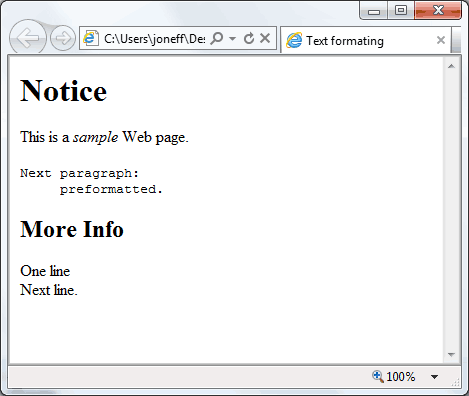 C:\Users\joneff\Des
Text formating
Notice
This is a sample Web page.
Next paragraph:
     preformatted.
More Info
One line
Next line.
100%